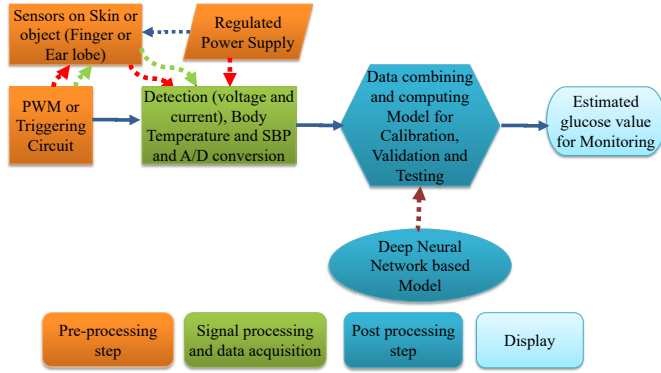 Sensors on Skin or
object (Finger or
Ear lobe)
Regulated
Power Supply
PWM or
Triggering
Circuit
Detection (voltage and
current), Body
Temperature and SBP
and A/D conversion
Data combining
and computing
Model for
Calibration,
Validation and
Testing
Estimated
glucose value
for Monitoring
Deep Neural
Network based
Model
Pre-processing
step
Signal processing
and data acquisition
Post processing
step
Display